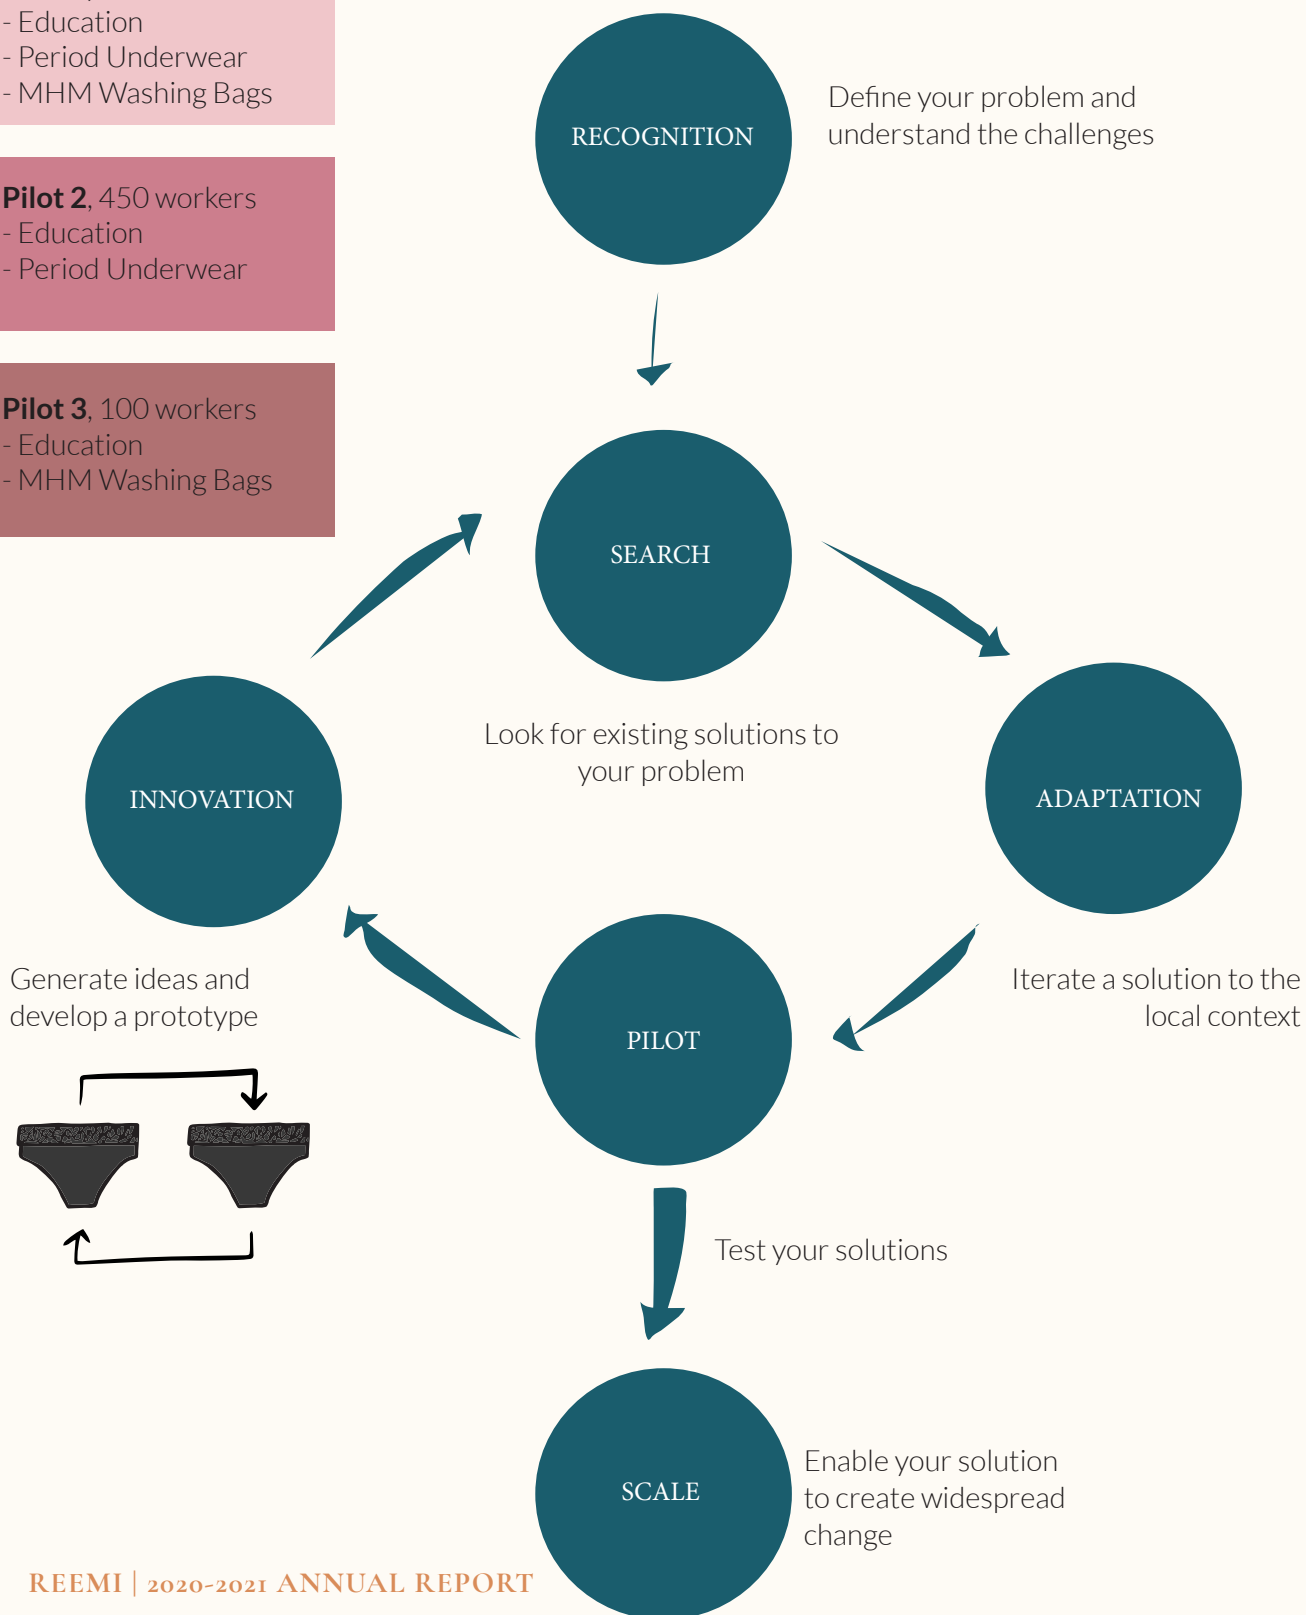 - Education
- Period Underwear
- MHM Washing Bags
Pilot 2, 450 workers
- Education
- Period Underwear
Pilot 3, 100 workers
- Education
- MHM Washing Bags
RECOGNITION
Define your problem and
understand the challenges
SEARCH
Look for existing solutions to
your problem
INNOVATION
Generate ideas and
develop a prototype
ADAPTATION
Iterate a solution to the
local context
PILOT
Test your solutions
SCALE
Enable your solution
to create widespread
change
REEMI | 2020-2021 ANNUAL REPORT